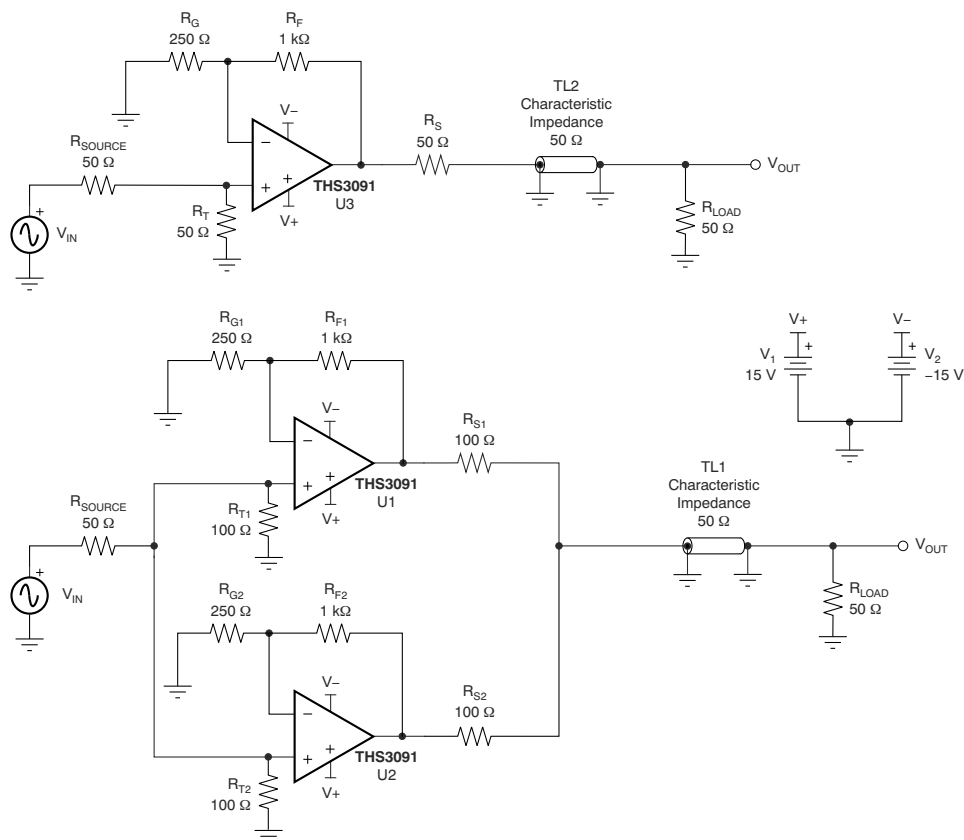 R_G
250 Ω
R_F
1 kΩ
V−
−
+
+
V+
THS3091
U3
R_SOURCE
50 Ω
+
V_IN
R_T
50 Ω
R_S
50 Ω
TL2
Characteristic
Impedance
50 Ω
V_OUT
R_LOAD
50 Ω
R_G1
250 Ω
R_F1
1 kΩ
V−
−
+
+
V+
THS3091
U1
R_S1
100 Ω
V+
+
V_1
15 V
V−
+
V_2
−15 V
R_SOURCE
50 Ω
+
V_IN
R_T1
100 Ω
TL1
Characteristic
Impedance
50 Ω
V_OUT
R_LOAD
50 Ω
R_G2
250 Ω
R_F2
1 kΩ
V−
−
+
+
V+
THS3091
U2
R_S2
100 Ω
R_T2
100 Ω